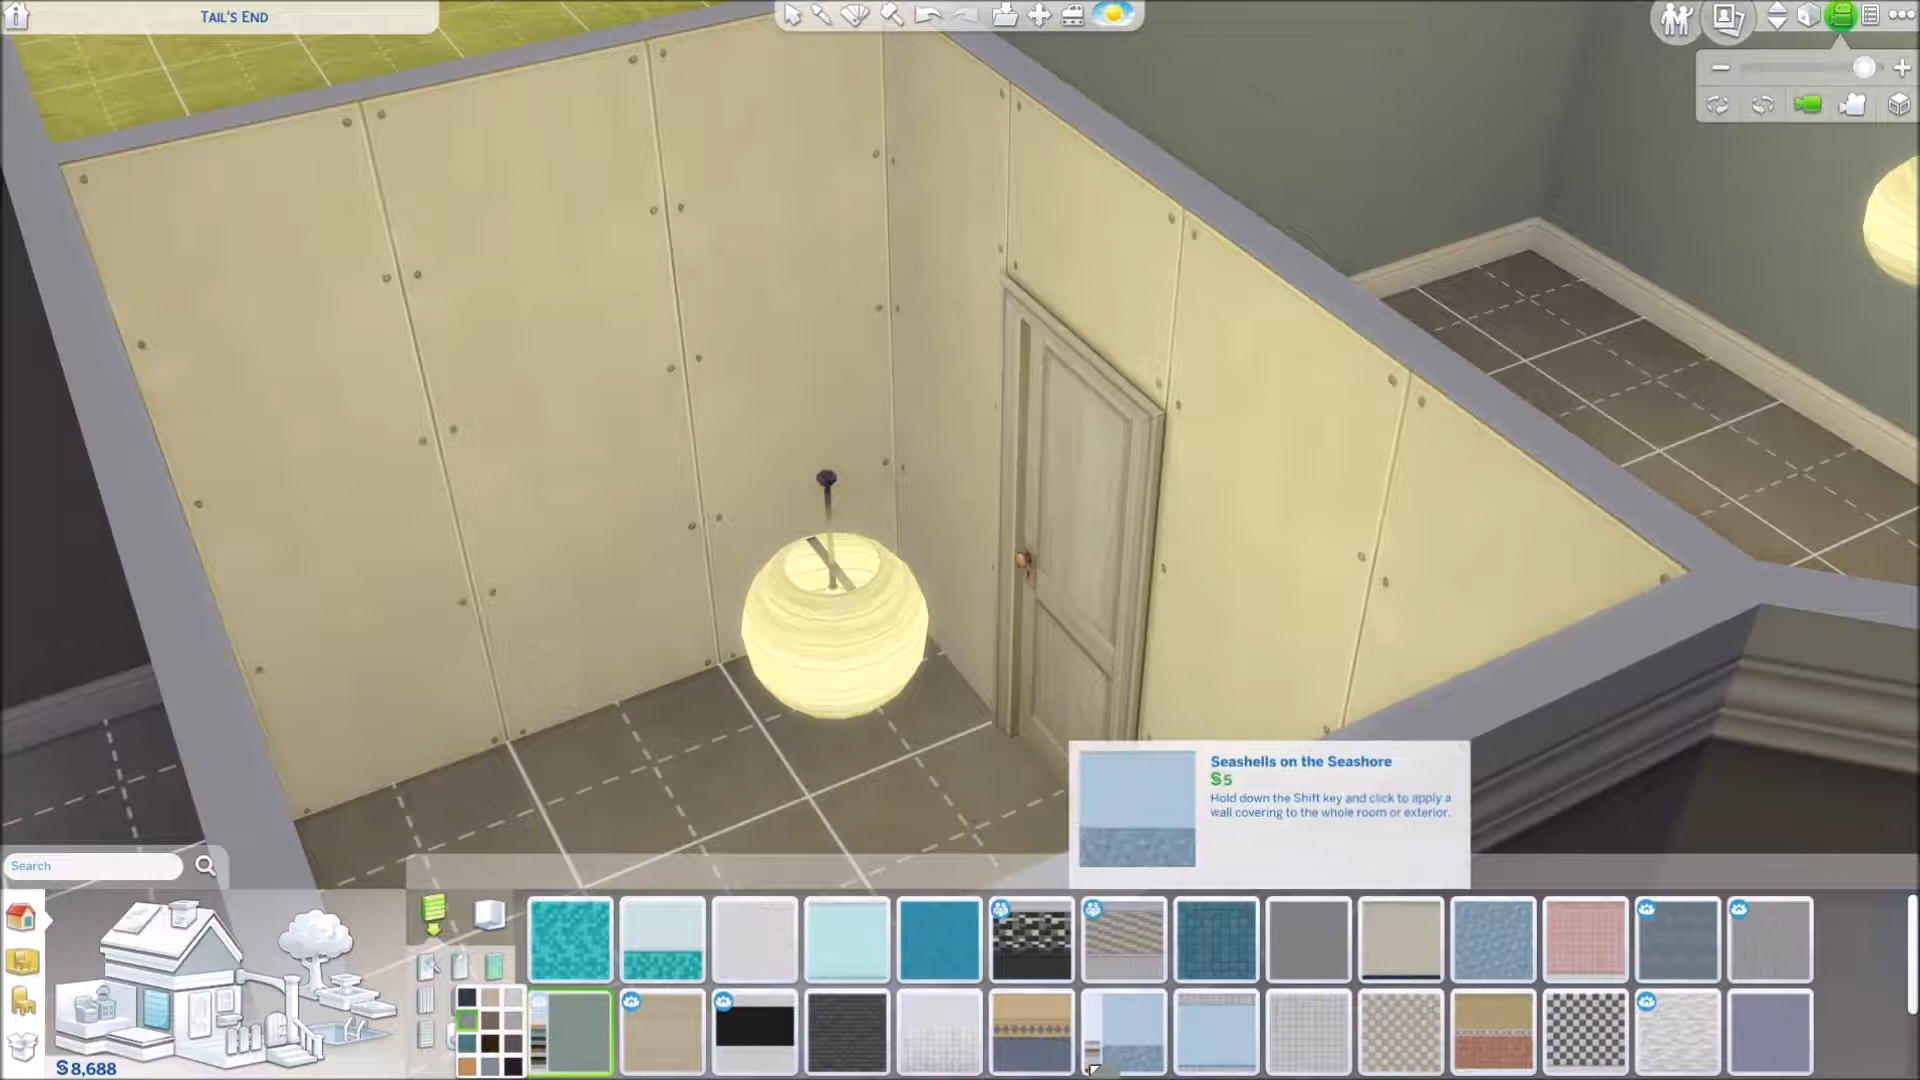 TAIL'S END
Seashells on the Seashore
§5
Hold down the Shift key and click to apply a
wall covering to the whole room or exterior.
Search
§8,688